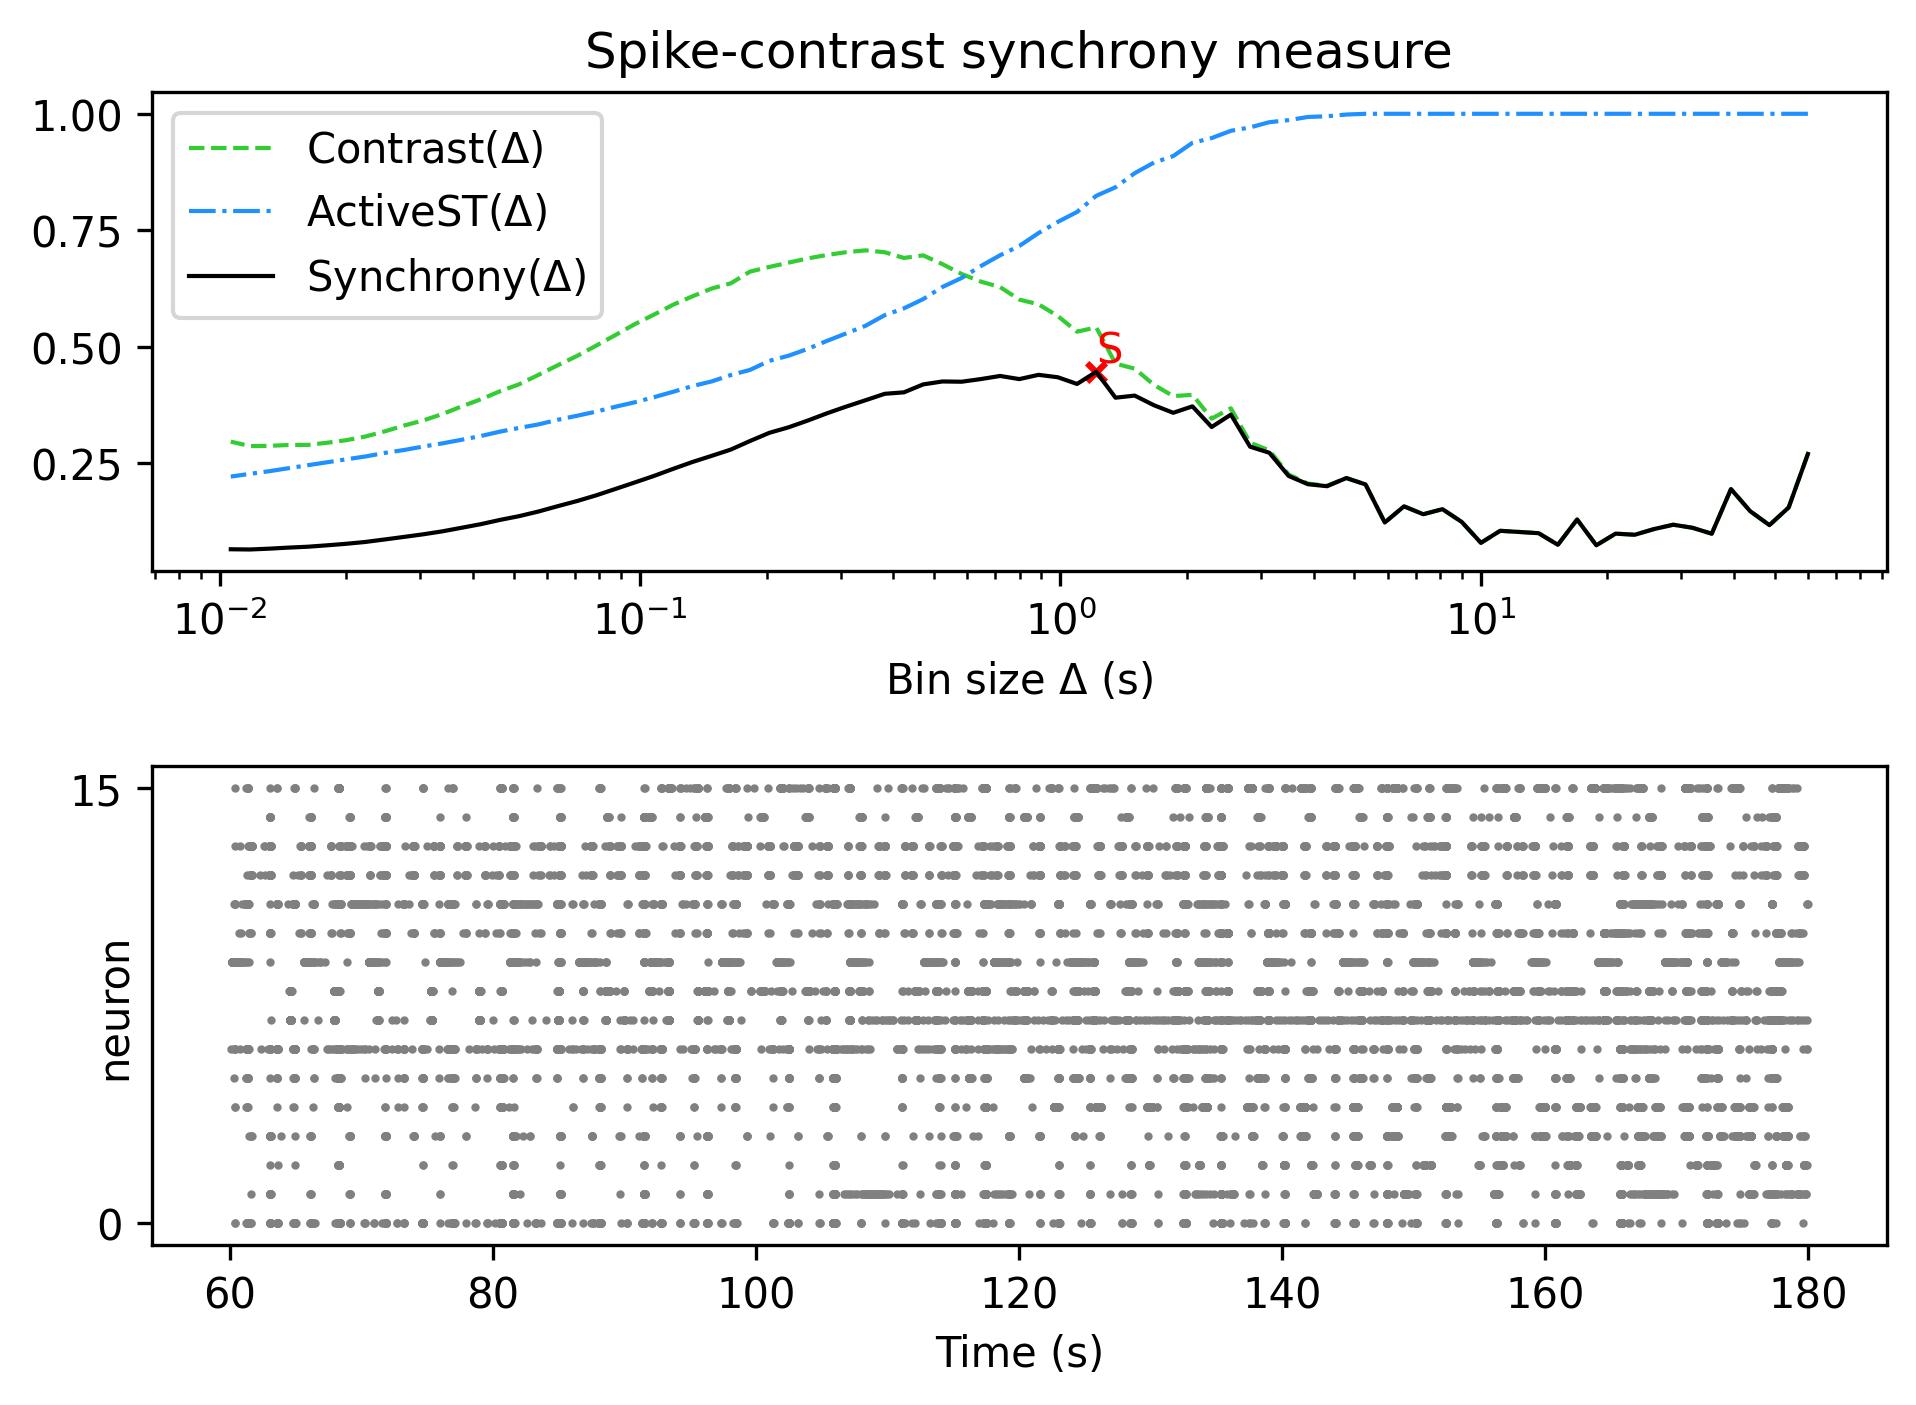 Spike-contrast synchrony measure
1.00
0.75
0.50
0.25
Contrast(Δ)
ActiveST(Δ)
Synchrony(Δ)
S
10⁻² 10⁻¹ 10⁰ 10¹
Bin size Δ (s)
15
0
neuron
60 80 100 120 140 160 180
Time (s)